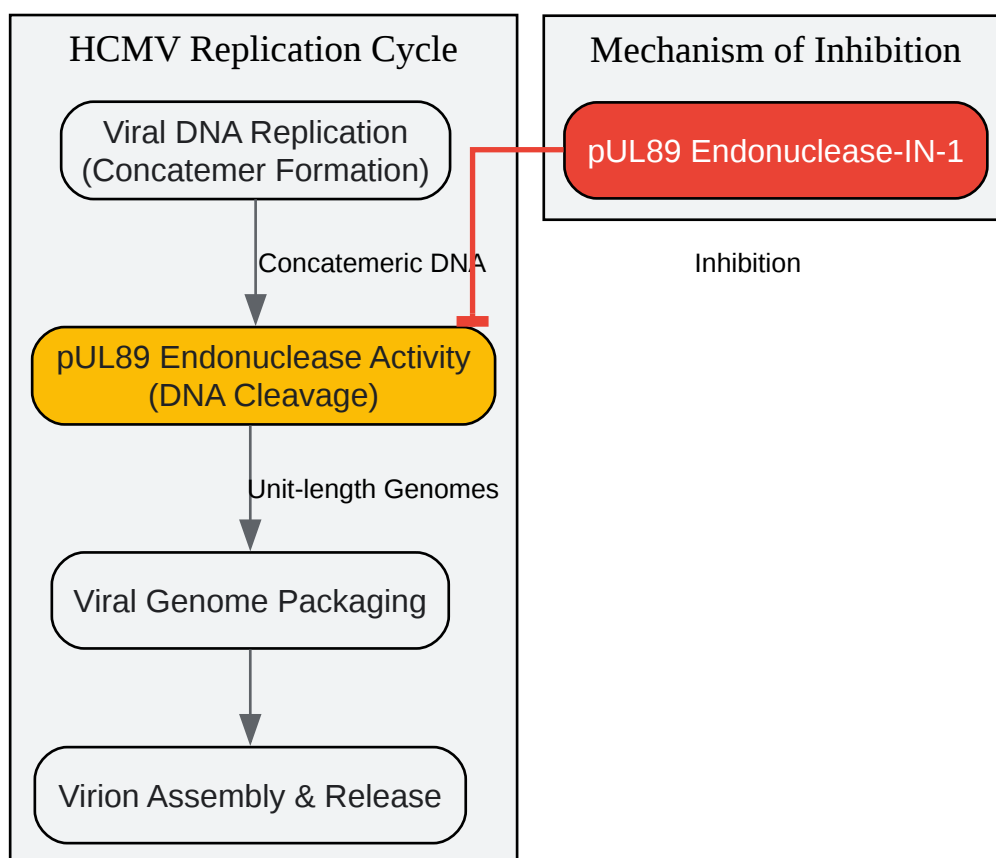 HCMV Replication Cycle
Viral DNA Replication
(Concatemer Formation)
Concatemeric DNA
pUL89 Endonuclease Activity
(DNA Cleavage)
Unit-length Genomes
Viral Genome Packaging
Virion Assembly & Release
Mechanism of Inhibition
pUL89 Endonuclease-IN-1
Inhibition